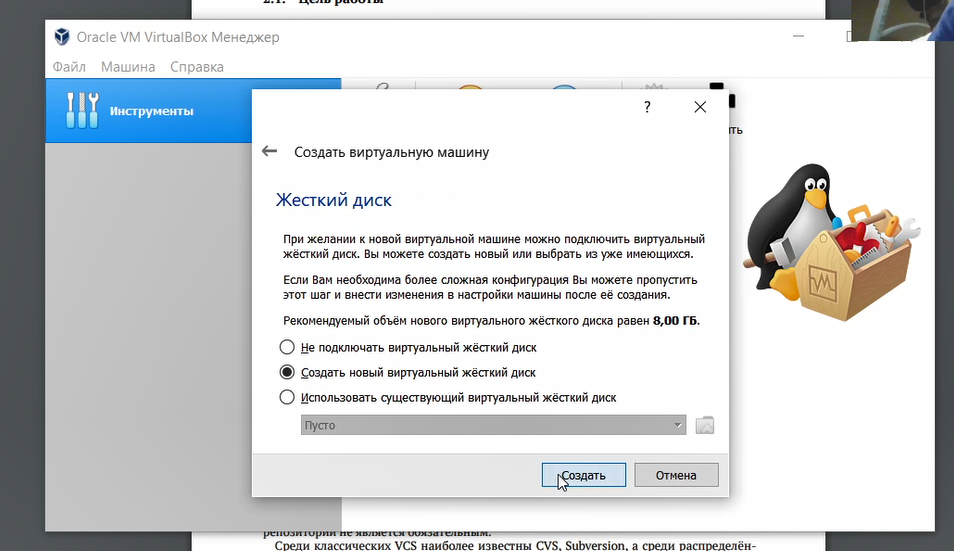 2.1. Цель работы
Oracle VM VirtualBox Менеджер
Файл Машина Справка
Инструменты
?
Создать виртуальную машину
Жесткий диск
При желании к новой виртуальной машине можно подключить виртуальный
жёсткий диск. Вы можете создать новый или выбрать из уже имеющихся.
Если Вам необходима более сложная конфигурация Вы можете пропустить
этот шаг и внести изменения в настройки машины после её создания.
Рекомендуемый объём нового виртуального жёсткого диска равен 8,00 ГБ.
Не подключать виртуальный жёсткий диск
Создать новый виртуальный жёсткий диск
Использовать существующий виртуальный жёсткий диск
Пусто
Создать Отмена
репозитории не является обязательным.
Среди классических VCS наиболее известны CVS, Subversion, а среди распределён-